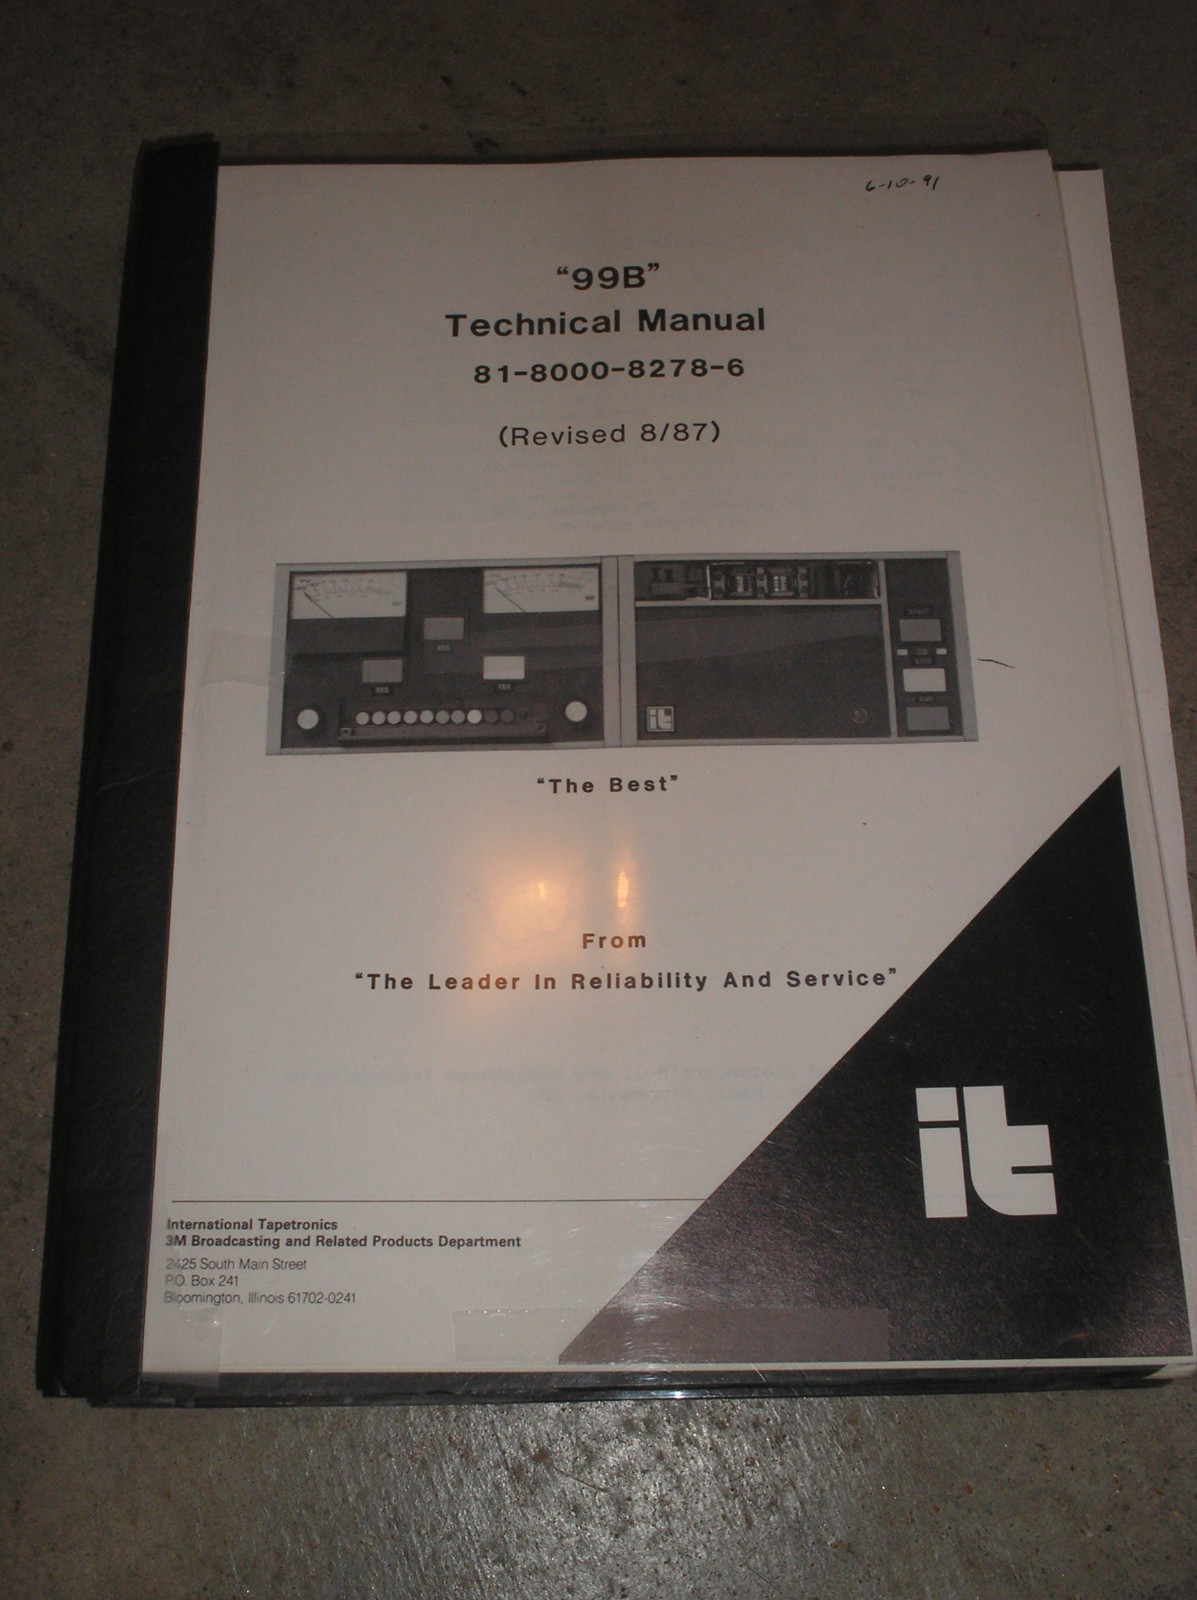 6-10-91
“99B”
Technical Manual
81-8000-8278-6
(Revised 8/87)
it
“The Best”
From
“The Leader In Reliability And Service”
it
International Tapetronics
3M Broadcasting and Related Products Department
2425 South Main Street
P.O. Box 241
Bloomington, Illinois 61702-0241